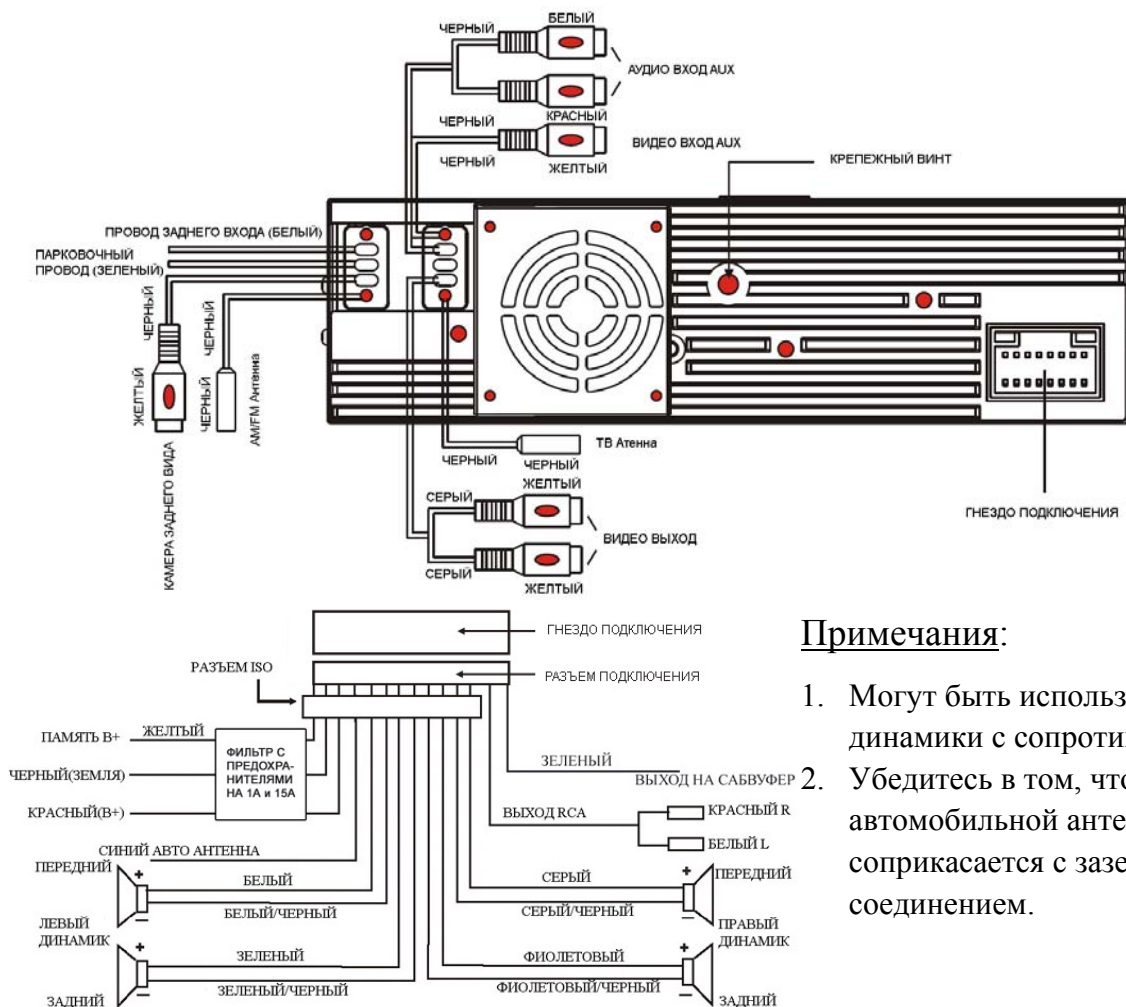 БЕЛЫЙ
ЧЕРНЫЙ
АУДИО ВХОД AUX
КРАСНЫЙ
ЧЕРНЫЙ
ВИДЕО ВХОД AUX
ЧЕРНЫЙ
ЖЕЛТЫЙ
КРЕПЕЖНЫЙ ВИНТ
ПРОВОД ЗАДНЕГО ВХОДА (БЕЛЫЙ)
ПАРКОВОЧНЫЙ
ПРОВОД (ЗЕЛЕНЫЙ)
ЧЕРНЫЙ
ЧЕРНЫЙ
ЖЕЛТЫЙ
ЧЕРНЫЙ
AM/FM Антенна
КАМЕРА ЗАДНЕГО ВИДА
ТВ Атенна
ЧЕРНЫЙ
ЧЕРНЫЙ
ЖЕЛТЫЙ
СЕРЫЙ
ВИДЕО ВЫХОД
СЕРЫЙ
ЖЕЛТЫЙ
ГНЕЗДО ПОДКЛЮЧЕНИЯ
ГНЕЗДО ПОДКЛЮЧЕНИЯ
РАЗЪЕМ ISO
РАЗЪЕМ ПОДКЛЮЧЕНИЯ
ПАМЯТЬ В+
ЖЕЛТЫЙ
ФИЛЬТР С
ПРЕДОХРА-
НИТЕЛЯМИ
НА 1А и 15А
ЧЕРНЫЙ(ЗЕМЛЯ)
КРАСНЫЙ(В+)
ЗЕЛЕНЫЙ
ВЫХОД НА САБВУФЕР
ВЫХОД RCA
КРАСНЫЙ R
БЕЛЫЙ L
СИНИЙ АВТО АНТЕННА
ПЕРЕДНИЙ
+
БЕЛЫЙ
БЕЛЫЙ/ЧЕРНЫЙ
–
ЛЕВЫЙ
ДИНАМИК
+
ЗЕЛЕНЫЙ
ЗЕЛЕНЫЙ/ЧЕРНЫЙ
–
ЗАДНИЙ
СЕРЫЙ
+
ПЕРЕДНИЙ
СЕРЫЙ/ЧЕРНЫЙ
–
ПРАВЫЙ
ДИНАМИК
ФИОЛЕТОВЫЙ
+
ФИОЛЕТОВЫЙ/ЧЕРНЫЙ
–
ЗАДНИЙ
Примечания:
1. Могут быть использ
динамики с сопроти
2. Убедитесь в том, что
автомобильной анте
соприкасается с зазе
соединением.